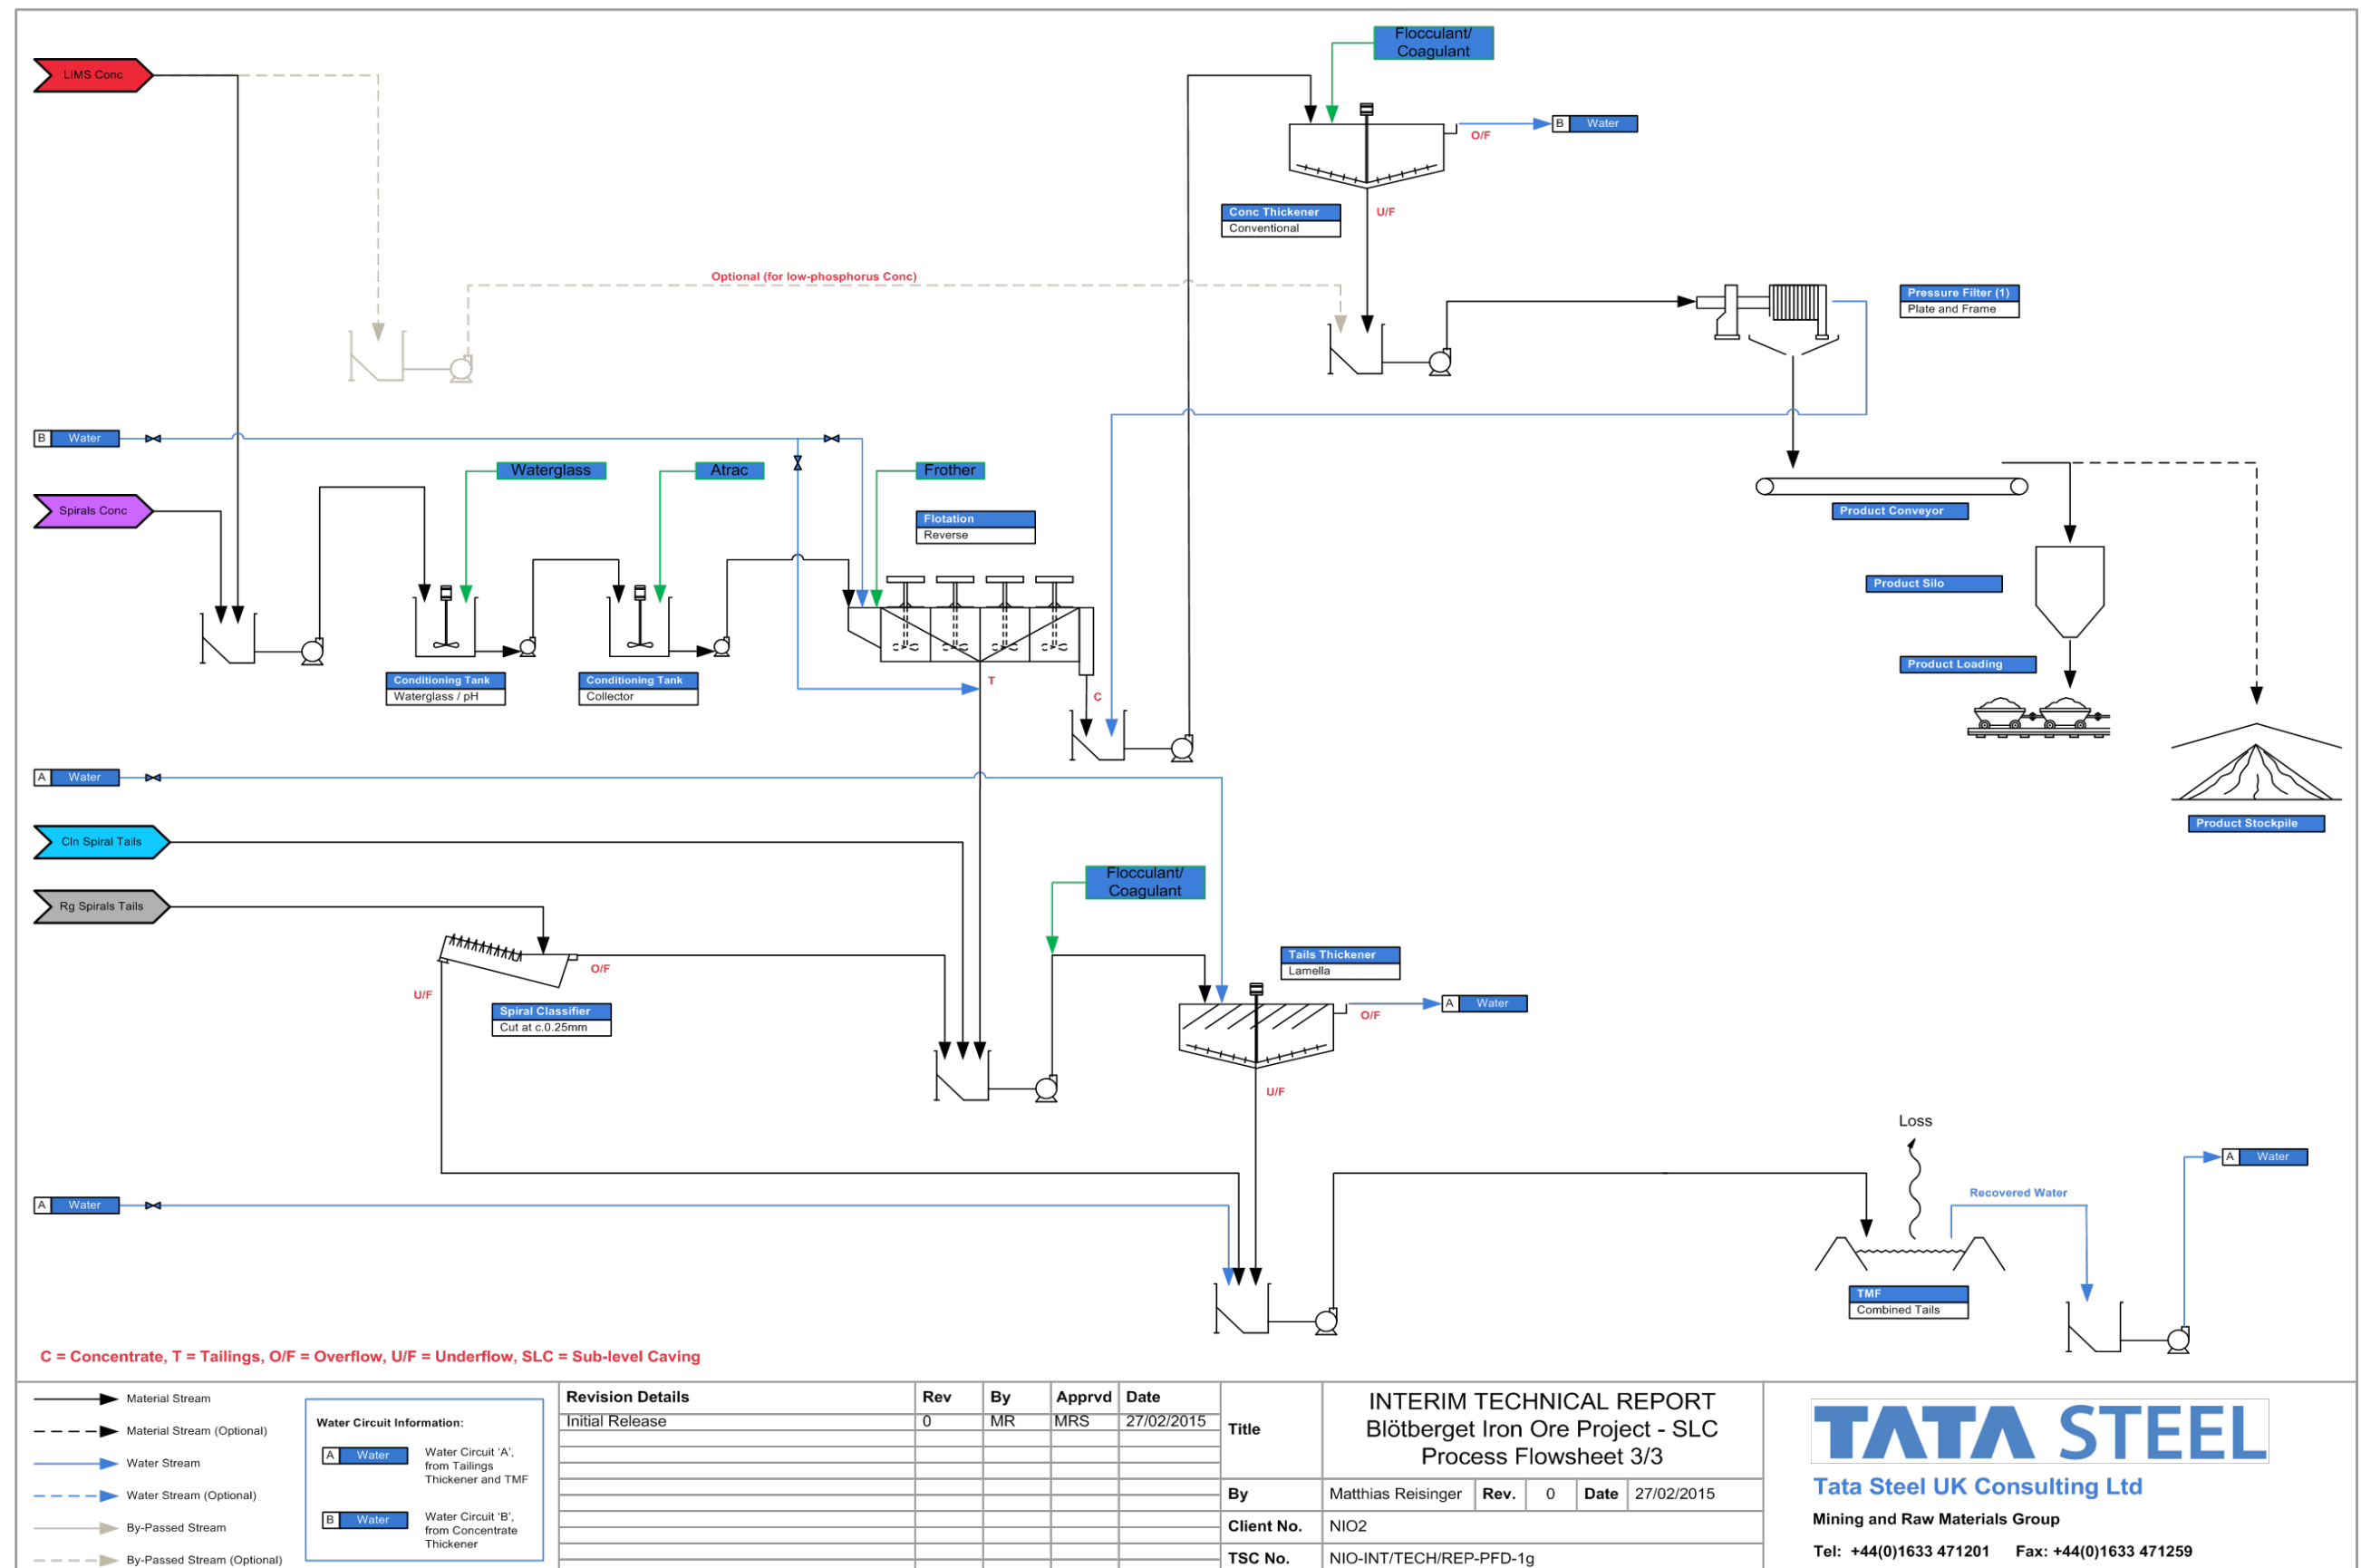 Flocculant/
Coagulant
LIMS Conc
B Water
O/F
Conc Thickener
Conventional
U/F
Optional (for low-phosphorus Conc)
Pressure Filter (1)
Plate and Frame
B Water
Waterglass
Atrac
Frother
Spirals Conc
Flotation
Reverse
Product Conveyor
Product Silo
Product Loading
Conditioning Tank
Waterglass / pH
Conditioning Tank
Collector
T
C
A Water
Product Stockpile
Cln Spiral Tails
Flocculant/
Coagulant
Rg Spirals Tails
Tails Thickener
Lamella
O/F
U/F
Spiral Classifier
Cut at c.0.25mm
A Water
O/F
U/F
Loss
A Water
Recovered Water
A Water
TMF
Combined Tails
C = Concentrate, T = Tailings, O/F = Overflow, U/F = Underflow, SLC = Sub-level Caving
Material Stream
Material Stream (Optional)
Water Stream
Water Stream (Optional)
By-Passed Stream
By-Passed Stream (Optional)
Water Circuit Information:
A Water
Water Circuit ‘A’,
from Tailings
Thickener and TMF
B Water
Water Circuit ‘B’,
from Concentrate
Thickener
Revision Details Rev By Apprvd Date
Initial Release 0 MR MRS 27/02/2015
Title
INTERIM TECHNICAL REPORT
Blötberget Iron Ore Project - SLC
Process Flowsheet 3/3
By Matthias Reisinger Rev. 0 Date 27/02/2015
Client No. NIO2
TSC No. NIO-INT/TECH/REP-PFD-1g
TATA STEEL
Tata Steel UK Consulting Ltd
Mining and Raw Materials Group
Tel: +44(0)1633 471201 Fax: +44(0)1633 471259